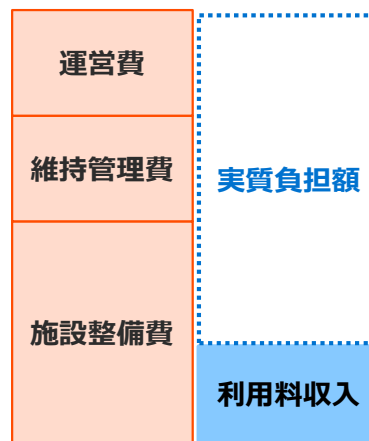 運営費
維持管理費
施設整備費
実質負担額
利用料収入